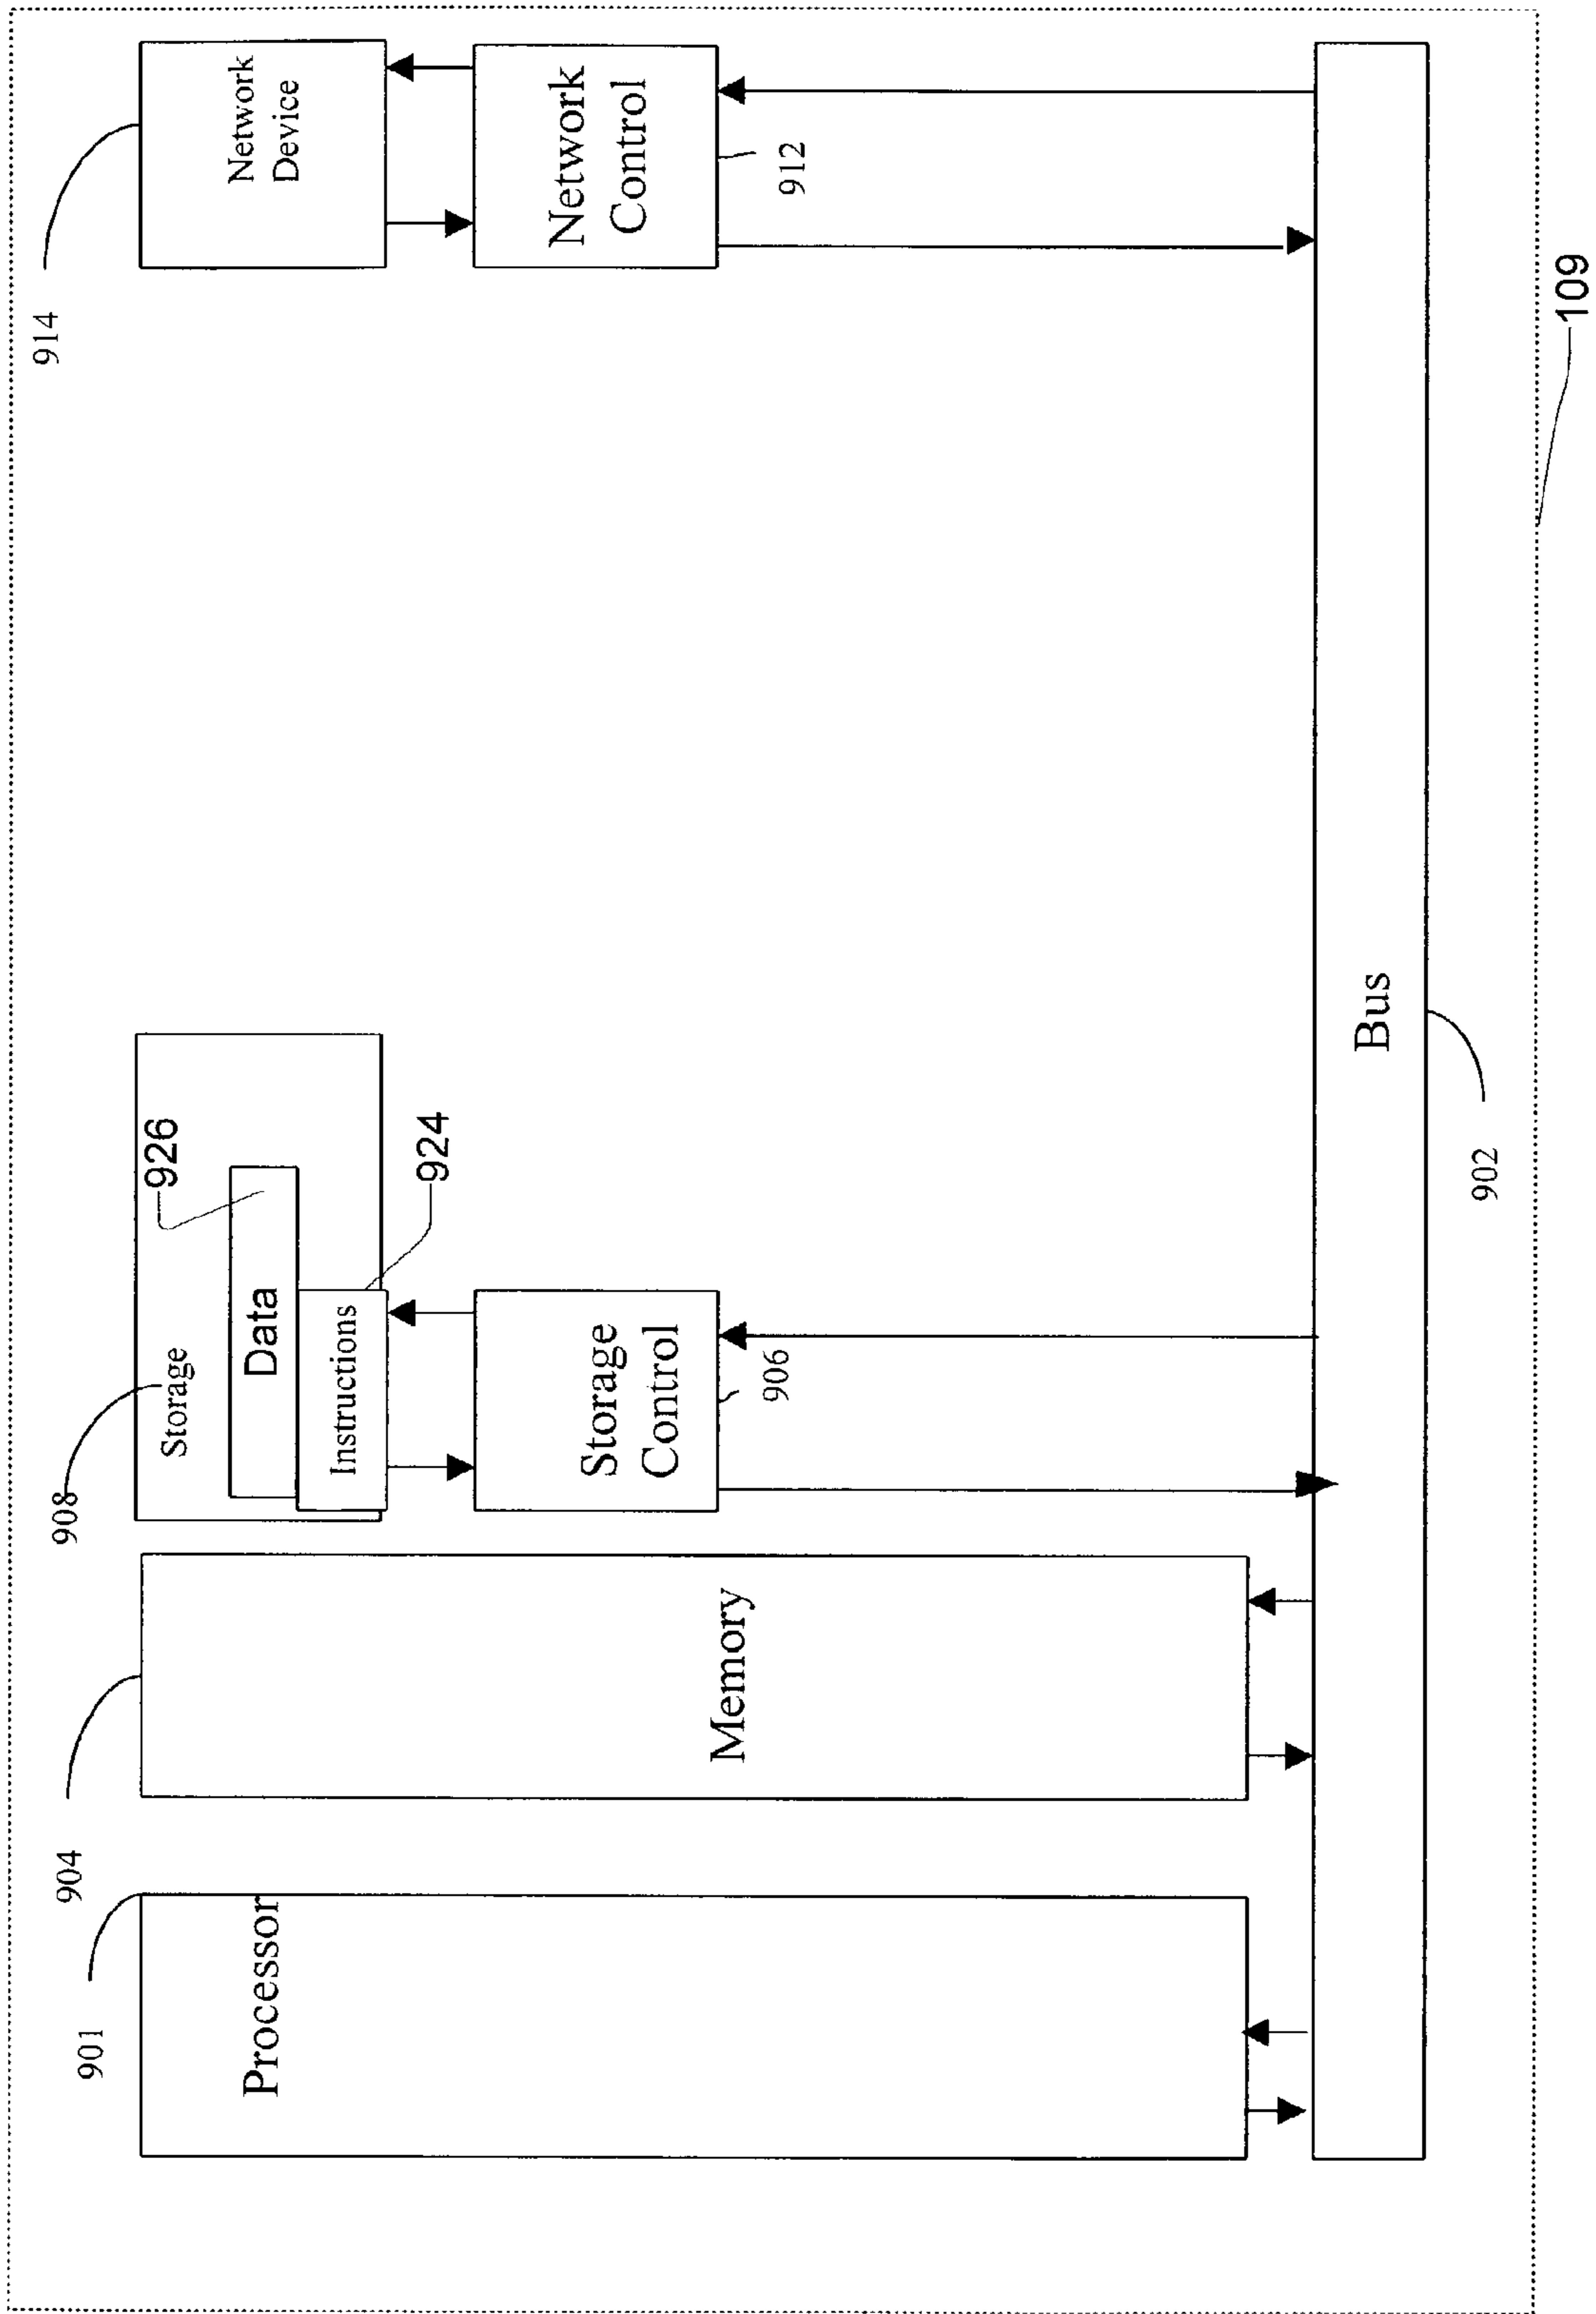 901
Processor
904
Memory
908
Storage
926
Data
Instructions
924
Storage
Control
906
914
Network
Device
Network
Control
912
Bus
902
109